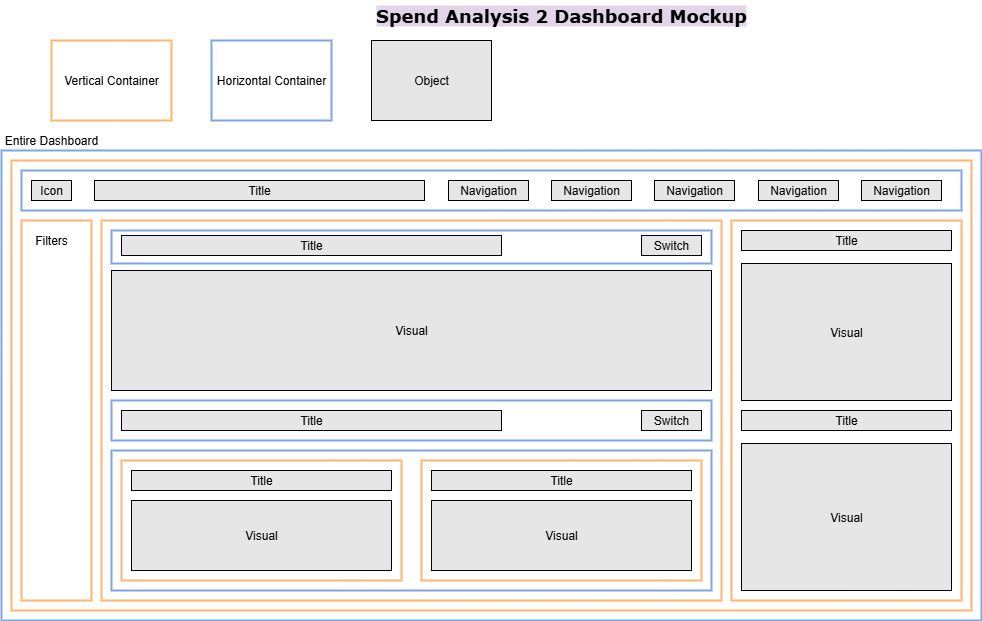 Spend Analysis 2 Dashboard Mockup
Vertical Container
Horizontal Container
Object
Entire Dashboard
Icon
Title
Navigation
Navigation
Navigation
Navigation
Navigation
Filters
Title
Switch
Visual
Title
Switch
Title
Visual
Title
Visual
Title
Visual
Title
Visual